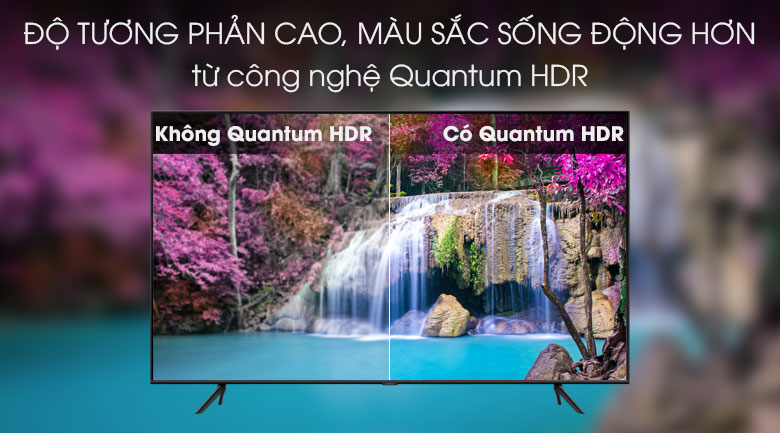 ĐỘ TƯƠNG PHẢN CAO, MÀU SẮC SỐNG ĐỘNG HƠN
từ công nghệ Quantum HDR
Không Quantum HDR
Có Quantum HDR